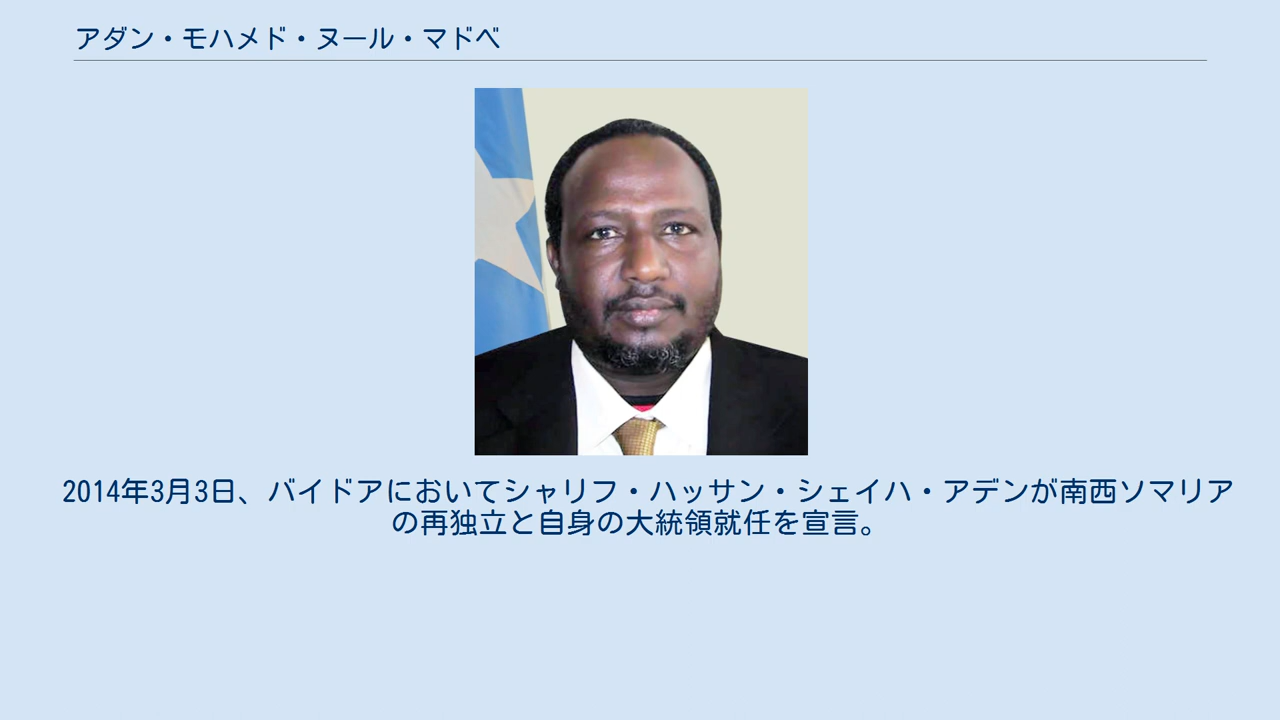 アダン・モハメド・ヌール・マドベ
2014年3月3日、バイドアにおいてシャリフ・ハッサン・シェイハ・アデンが南西ソマリア
の再独立と自身の大統領就任を宣言。